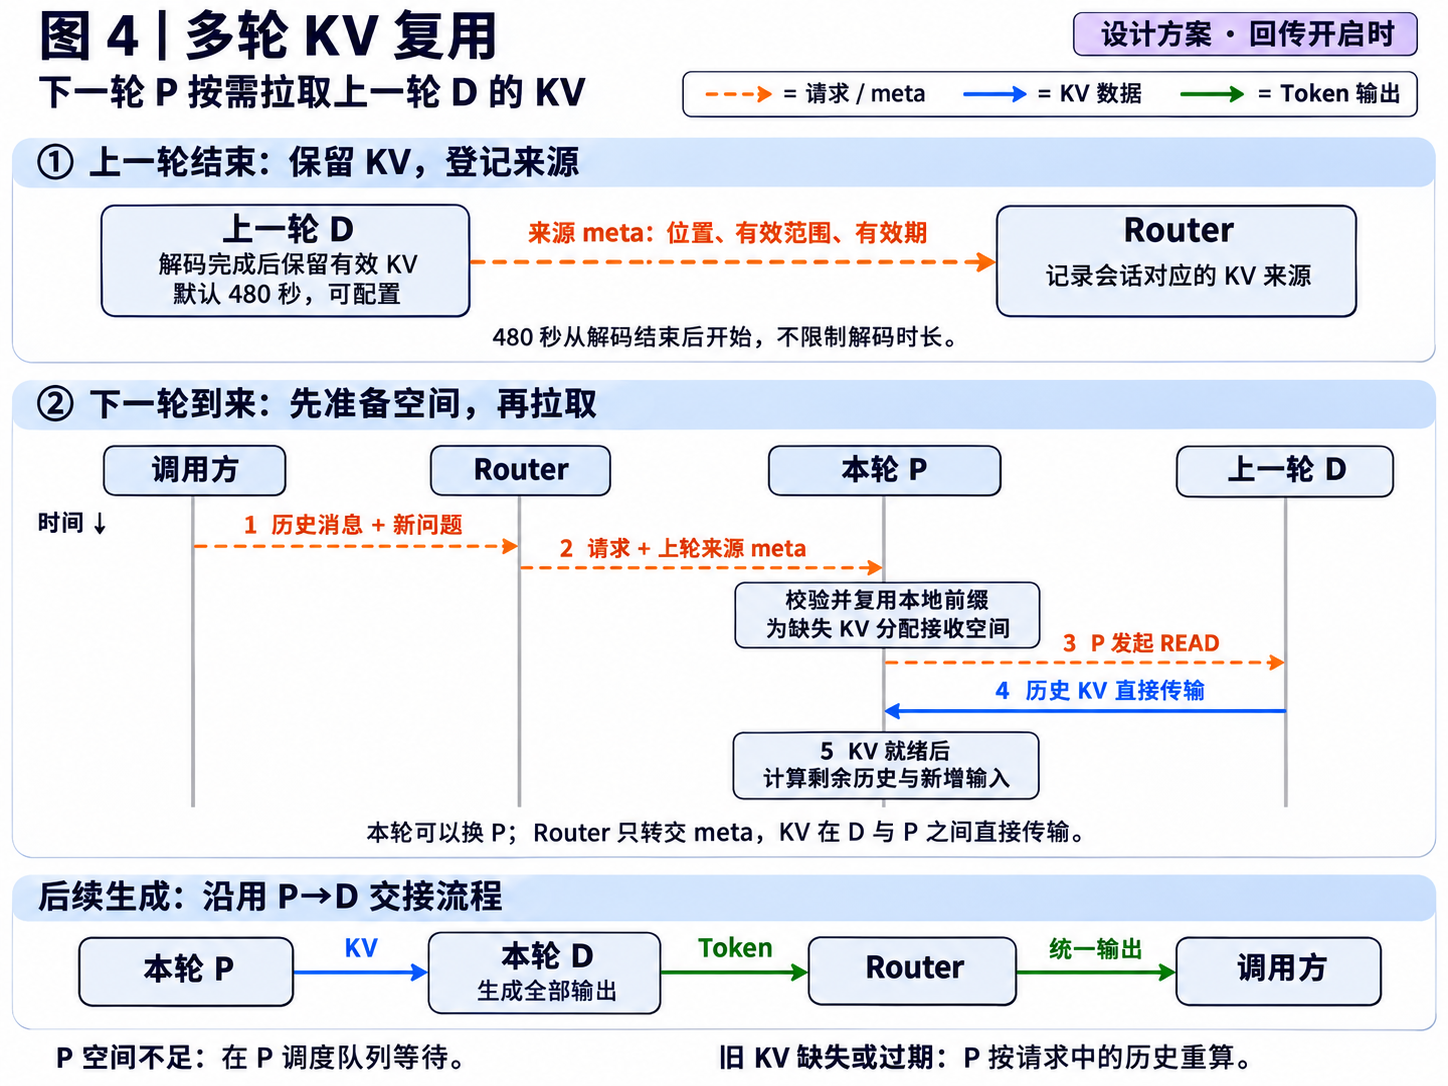 图 4 | 多轮 KV 复用
设计方案 · 回传开启时
下一轮 P 按需拉取上一轮 D 的 KV
= 请求 / meta
= KV 数据
= Token 输出
① 上一轮结束：保留 KV，登记来源
上一轮 D
解码完成后保留有效 KV
默认 480 秒，可配置
来源 meta：位置、有效范围、有效期
Router
记录会话对应的 KV 来源
480 秒从解码结束后开始，不限制解码时长。
② 下一轮到来：先准备空间，再拉取
调用方
Router
本轮 P
上一轮 D
时间 ↓
1 历史消息 + 新问题
2 请求 + 上轮来源 meta
校验并复用本地前缀
为缺失 KV 分配接收空间
3 P 发起 READ
4 历史 KV 直接传输
5 KV 就绪后
计算剩余历史与新增输入
本轮可以换 P；Router 只转交 meta，KV 在 D 与 P 之间直接传输。
后续生成：沿用 P→D 交接流程
本轮 P
KV
本轮 D
生成全部输出
Token
Router
统一输出
调用方
P 空间不足：在 P 调度队列等待。
旧 KV 缺失或过期：P 按请求中的历史重算。